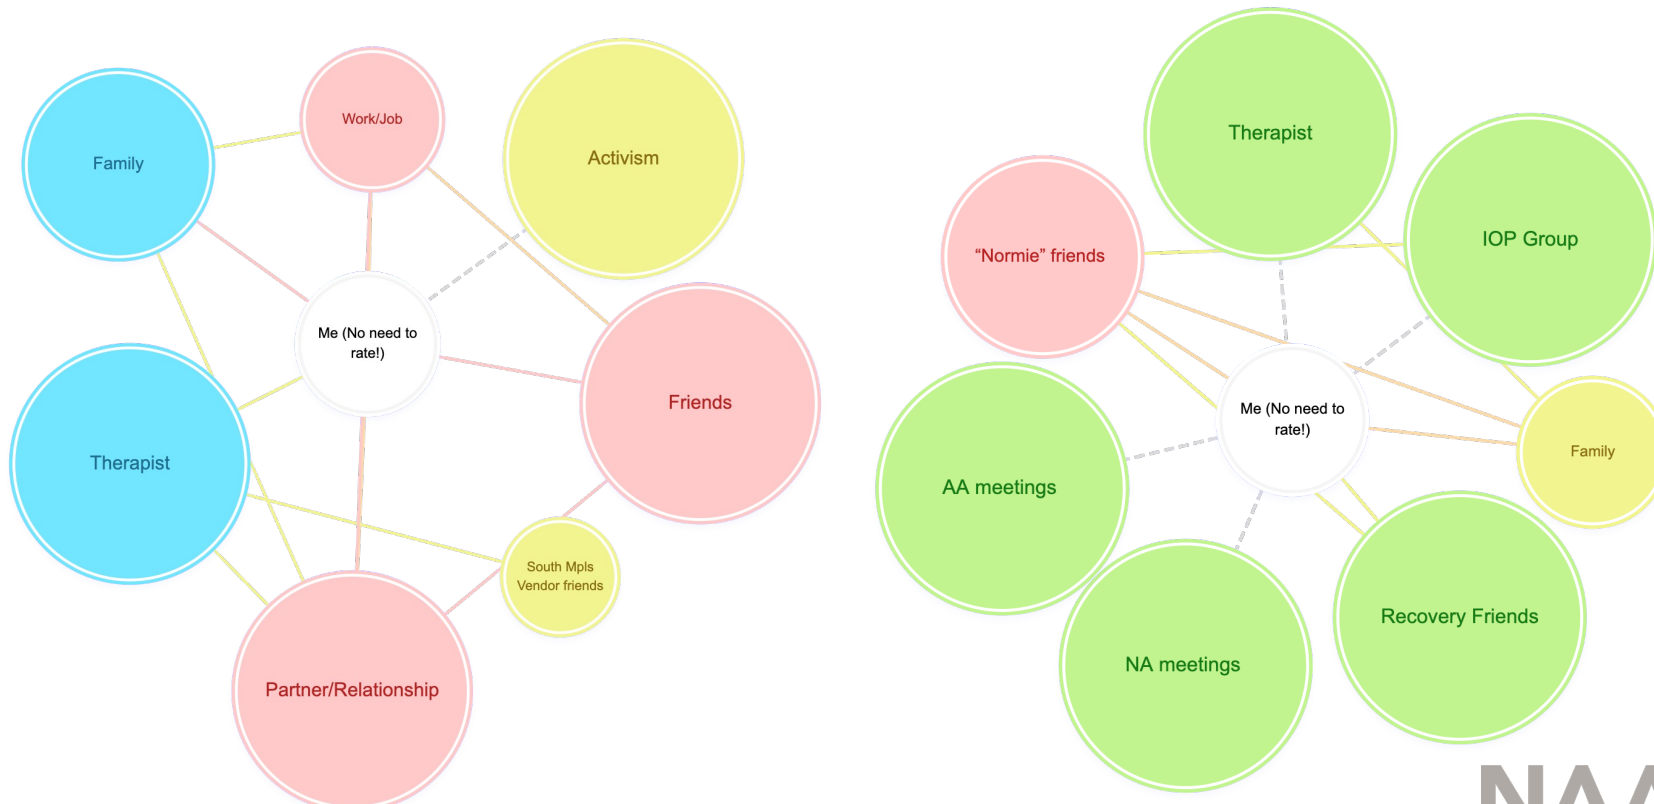 Work/Job
Activism
Family
Me (No need to
rate!)
Friends
Therapist
South Mpls
Vendor friends
Partner/Relationship
Therapist
IOP Group
“Normie” friends
Me (No need to
rate!)
Family
AA meetings
Recovery Friends
NA meetings